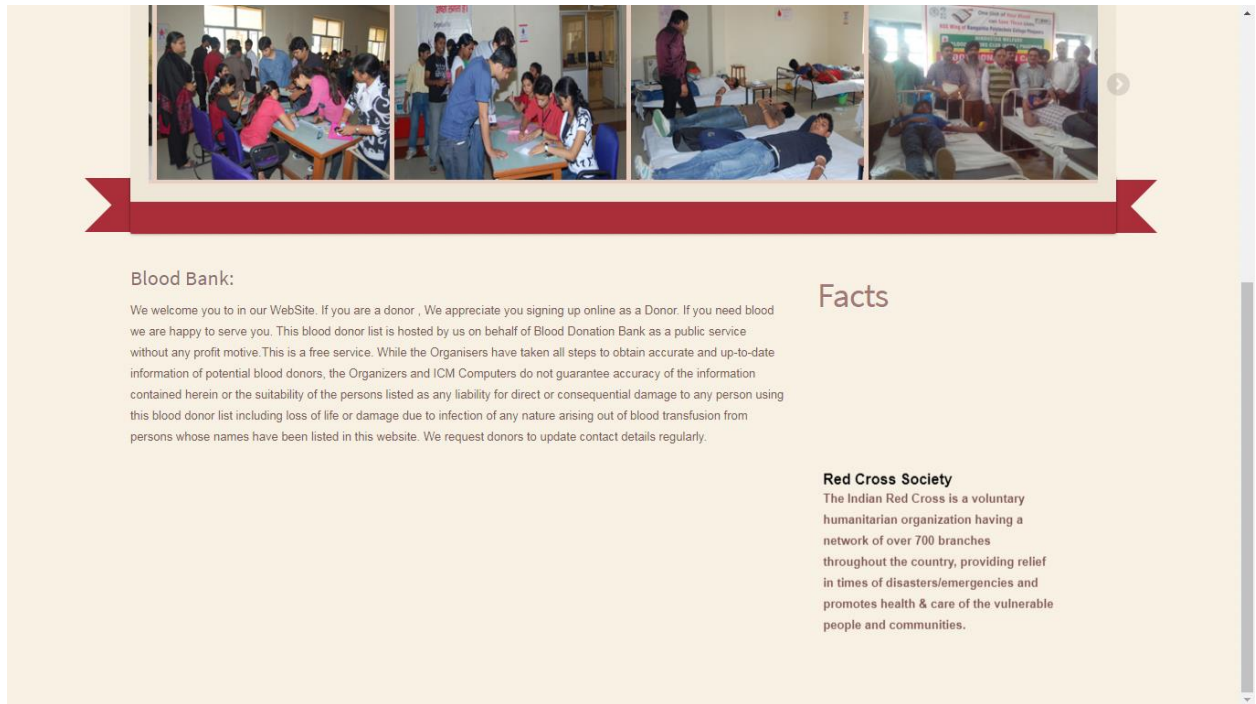 One Unit of Your Blood
can Save Three Lives
Blood Bank:
We welcome you to in our WebSite. If you are a donor , We appreciate you signing up online as a Donor. If you need blood
we are happy to serve you. This blood donor list is hosted by us on behalf of Blood Donation Bank as a public service
without any profit motive.This is a free service. While the Organisers have taken all steps to obtain accurate and up-to-date
information of potential blood donors, the Organizers and ICM Computers do not guarantee accuracy of the information
contained herein or the suitability of the persons listed as any liability for direct or consequential damage to any person using
this blood donor list including loss of life or damage due to infection of any nature arising out of blood transfusion from
persons whose names have been listed in this website. We request donors to update contact details regularly.
Facts
Red Cross Society
The Indian Red Cross is a voluntary
humanitarian organization having a
network of over 700 branches
throughout the country, providing relief
in times of disasters/emergencies and
promotes health & care of the vulnerable
people and communities.